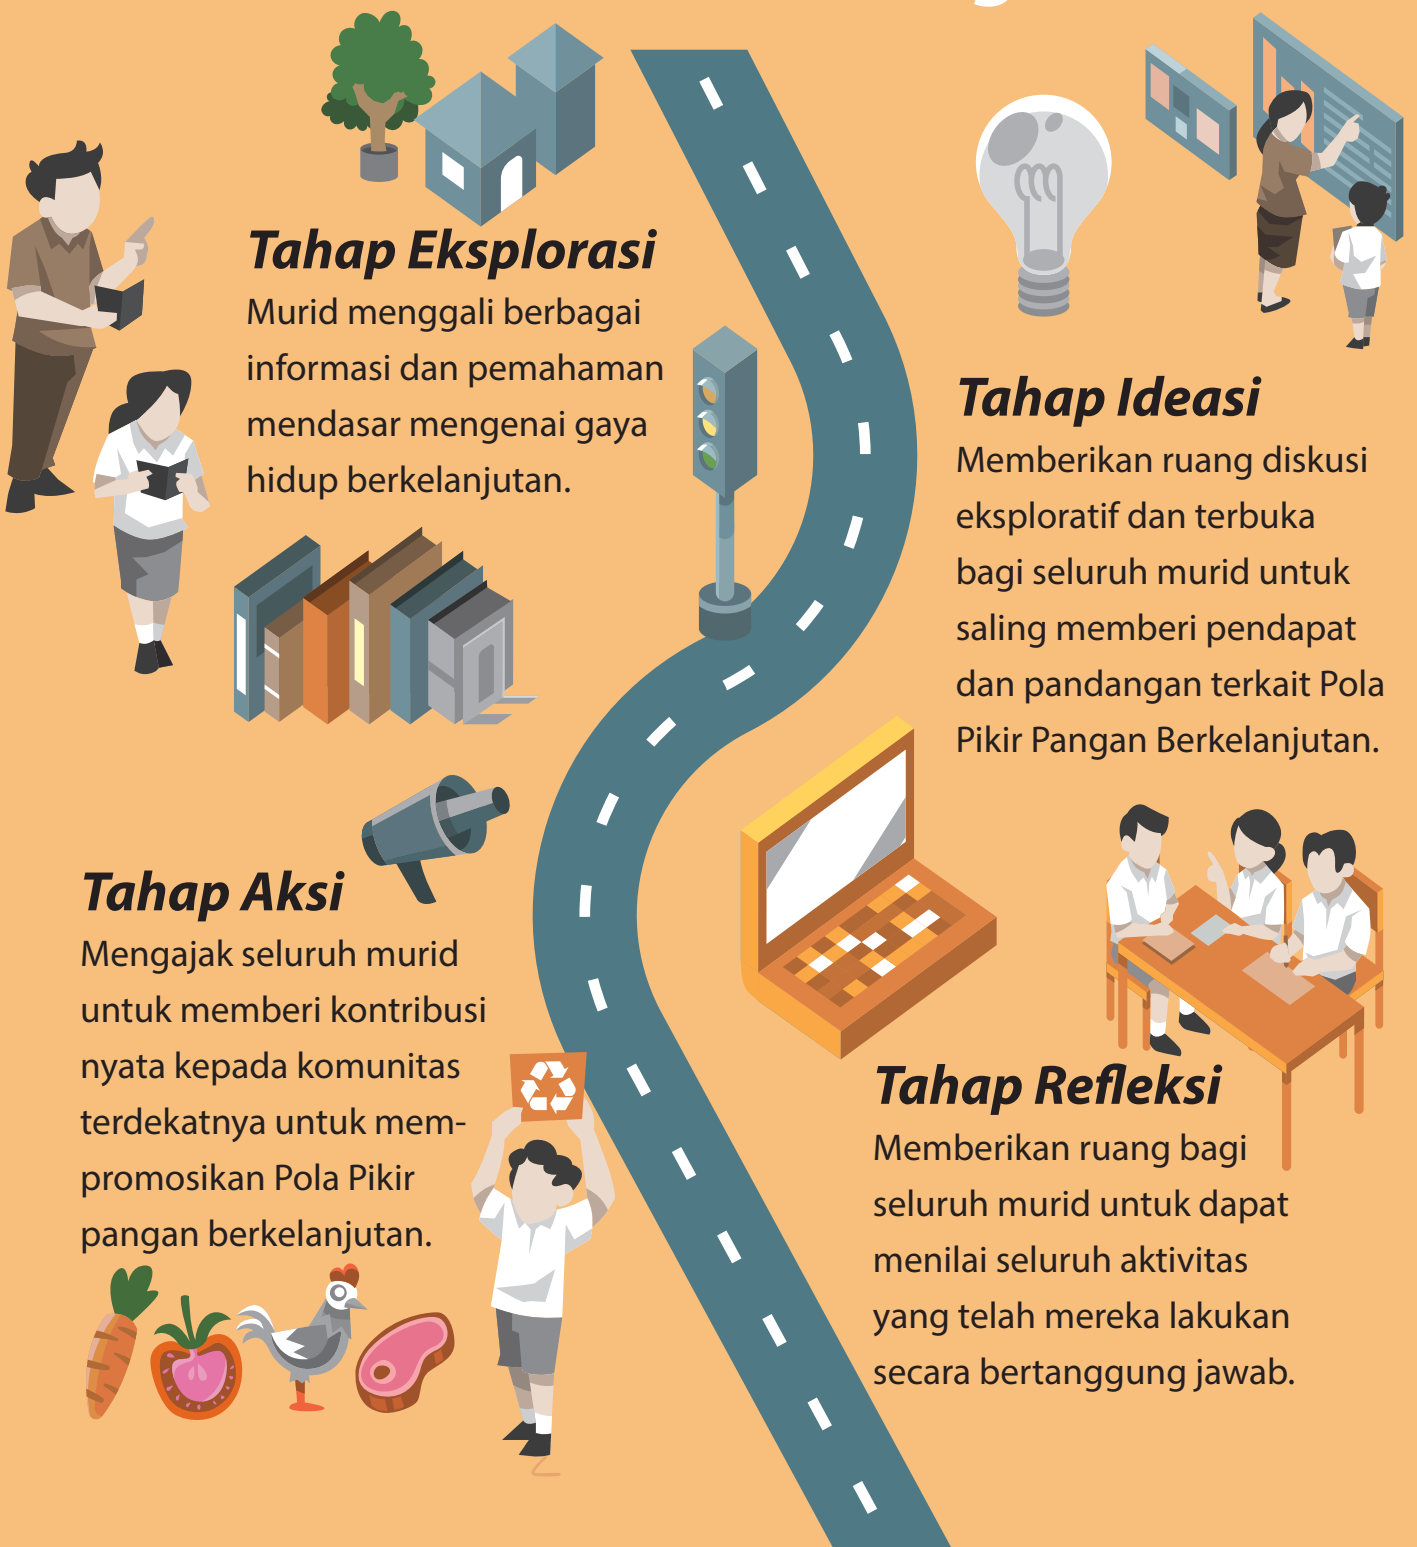 Tahap Eksplorasi
Murid menggali berbagai
informasi dan pemahaman
mendasar mengenai gaya
hidup berkelanjutan.
Tahap Ideasi
Memberikan ruang diskusi
eksploratif dan terbuka
bagi seluruh murid untuk
saling memberi pendapat
dan pandangan terkait Pola
Pikir Pangan Berkelanjutan.
Tahap Aksi
Mengajak seluruh murid
untuk memberi kontribusi
nyata kepada komunitas
terdekatnya untuk mem-
promosikan Pola Pikir
pangan berkelanjutan.
Tahap Refleksi
Memberikan ruang bagi
seluruh murid untuk dapat
menilai seluruh aktivitas
yang telah mereka lakukan
secara bertanggung jawab.